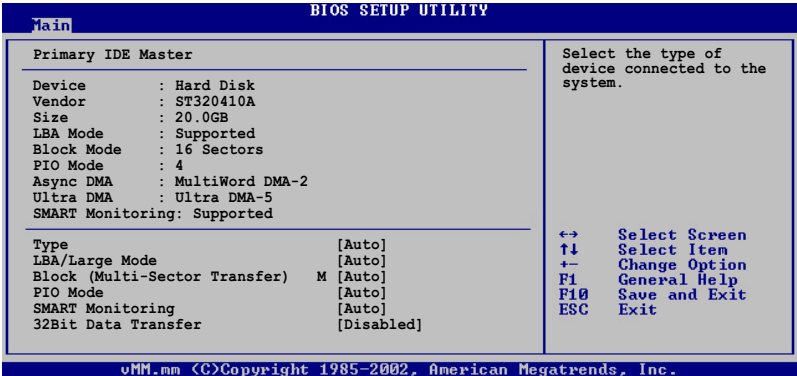 BIOS SETUP UTILITY
Main
Primary IDE Master
Device : Hard Disk
Vendor : ST320410A
Size : 20.0GB
LBA Mode : Supported
Block Mode : 16 Sectors
PIO Mode : 4
Async DMA : MultiWord DMA-2
Ultra DMA : Ultra DMA-5
SMART Monitoring: Supported
Type [Auto]
LBA/Large Mode [Auto]
Block (Multi-Sector Transfer) M [Auto]
PIO Mode [Auto]
SMART Monitoring [Auto]
32Bit Data Transfer [Disabled]
Select the type of
device connected to the
system.
←→ Select Screen
↑↓ Select Item
+- Change Option
F1 General Help
F10 Save and Exit
ESC Exit
vMM.mm (C)Copyright 1985-2002, American Megatrends, Inc.